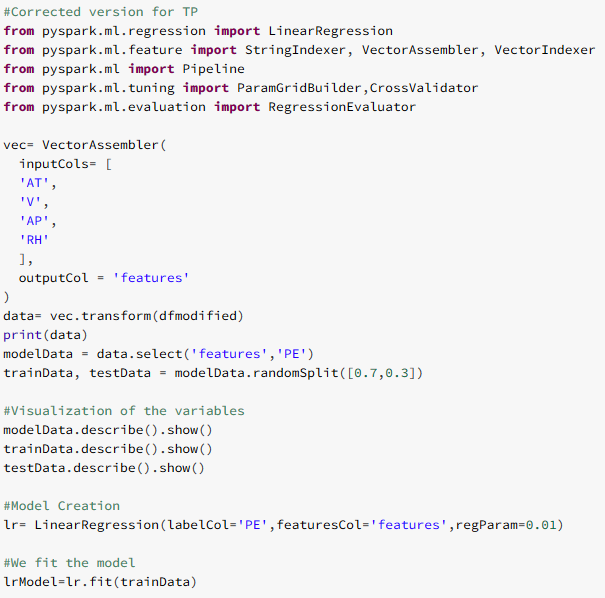 #Corrected version for TP
from pyspark.ml.regression import LinearRegression
from pyspark.ml.feature import StringIndexer, VectorAssembler, VectorIndexer
from pyspark.ml import Pipeline
from pyspark.ml.tuning import ParamGridBuilder,CrossValidator
from pyspark.ml.evaluation import RegressionEvaluator

vec= VectorAssembler(
  inputCols= [
  'AT',
  'V',
  'AP',
  'RH'
  ],
  outputCol = 'features'
)
data= vec.transform(dfmodified)
print(data)
modelData = data.select('features','PE')
trainData, testData = modelData.randomSplit([0.7,0.3])

#Visualization of the variables
modelData.describe().show()
trainData.describe().show()
testData.describe().show()

#Model Creation
lr= LinearRegression(labelCol='PE',featuresCol='features',regParam=0.01)

#We fit the model
lrModel=lr.fit(trainData)